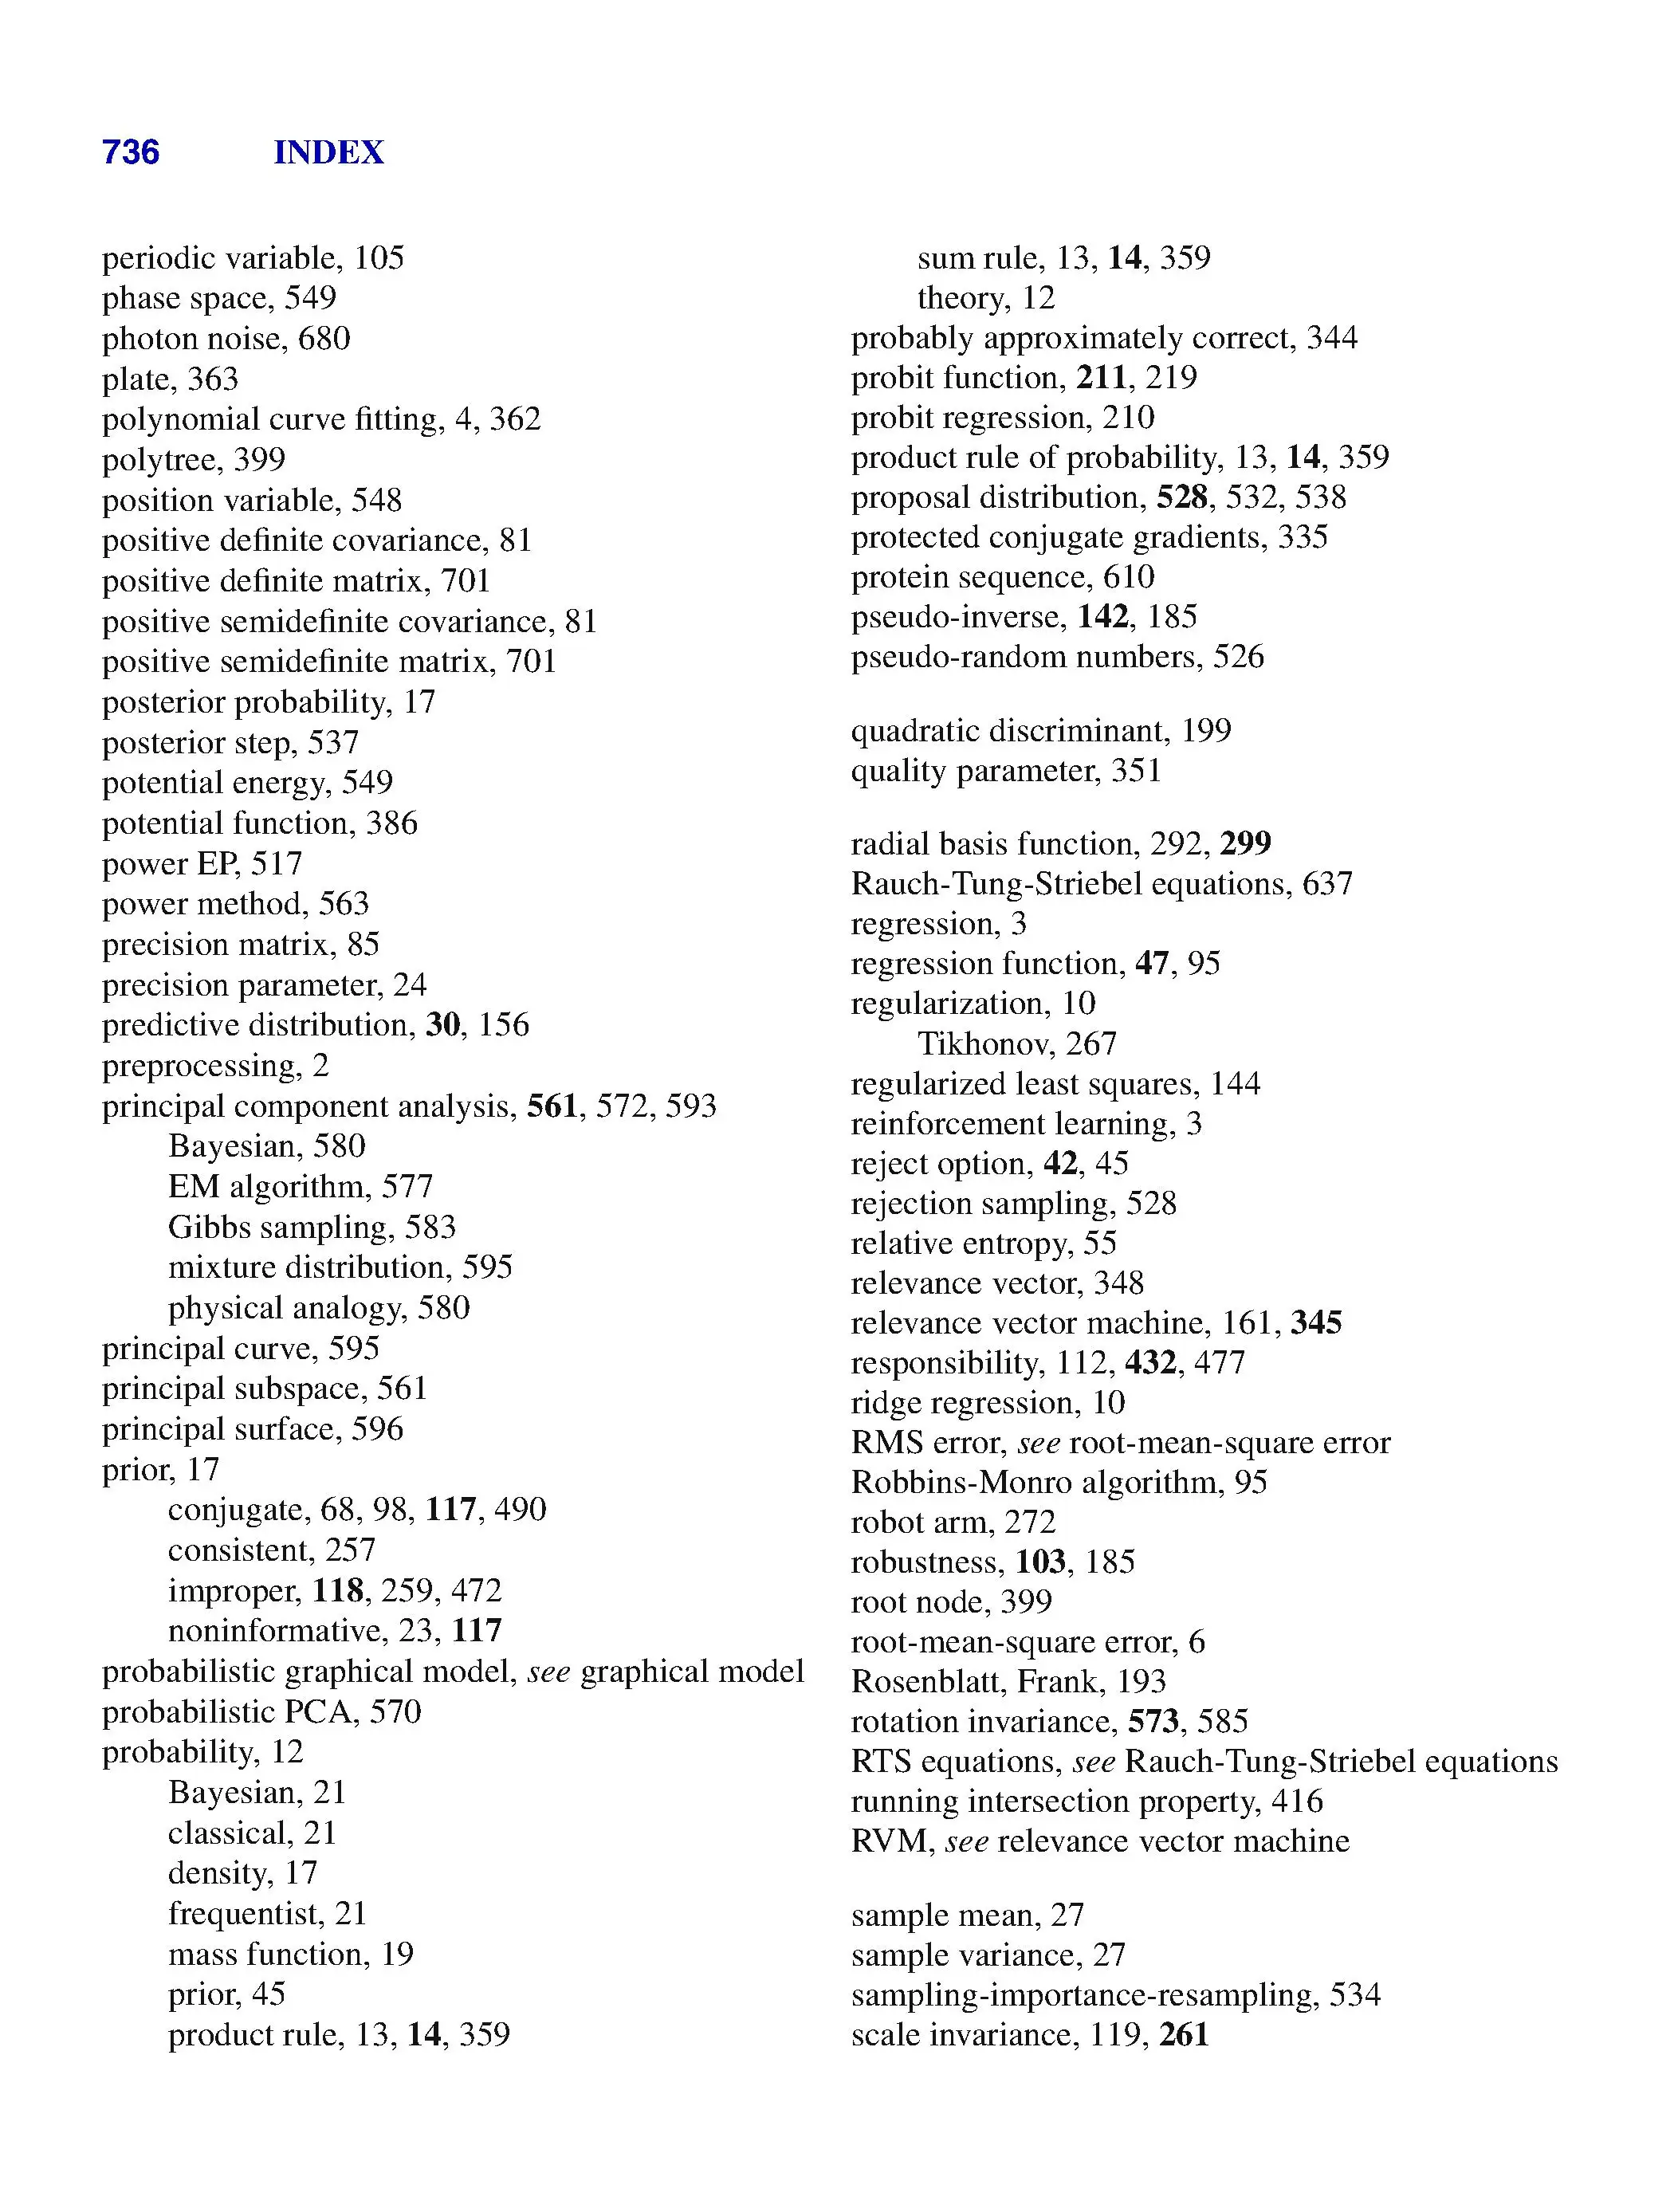 736 INDEX
periodic variable, 105
phase space, 549
photon noise, 680
plate, 363
polynomial curve fitting, 4, 362
polytree, 399
position variable, 548
positive definite covariance, 81
positive definite matrix, 701
positive semidefinite covariance, 81
positive semidefinite matrix, 701
posterior probability, 17
posterior step, 537
potential energy, 549
potential function, 386
power EP, 517
power method, 563
precision matrix, 85
precision parameter, 24
predictive distribution, 30, 156
preprocessing, 2
principal component analysis, 561, 572, 593
Bayesian, 580
EM algorithm, 577
Gibbs sampling, 583
mixture distribution, 595
physical analogy, 580
principal curve, 595
principal subspace, 561
principal surface, 596
prior, 17
conjugate, 68, 98, 117, 490
consistent, 257
improper, 118, 259, 472
noninformative, 23, 117
probabilistic graphical model, see graphical model
probabilistic PCA, 570
probability, 12
Bayesian, 21
classical, 21
density, 17
frequentist, 21
mass function, 19
prior, 45
product rule, 13, 14, 359
sum rule, 13, 14, 359
theory, 12
probably approximately correct, 344
probit function, 211, 219
probit regression, 210
product rule of probability, 13, 14, 359
proposal distribution, 528, 532, 538
protected conjugate gradients, 335
protein sequence, 610
pseudo-inverse, 142, 185
pseudo-random numbers, 526
quadratic discriminant, 199
quality parameter, 351
radial basis function, 292, 299
Rauch-Tung-Striebel equations, 637
regression, 3
regression function, 47, 95
regularization, 10
Tikhonov, 267
regularized least squares, 144
reinforcement learning, 3
reject option, 42, 45
rejection sampling, 528
relative entropy, 55
relevance vector, 348
relevance vector machine, 161, 345
responsibility, 112, 432, 477
ridge regression, 10
RMS error, see root-mean-square error
Robbins-Monro algorithm, 95
robot arm, 272
robustness, 103, 185
root node, 399
root-mean-square error, 6
Rosenblatt, Frank, 193
rotation invariance, 573, 585
RTS equations, see Rauch-Tung-Striebel equations
running intersection property, 416
RVM, see relevance vector machine
sample mean, 27
sample variance, 27
sampling-importance-resampling, 534
scale invariance, 119, 261